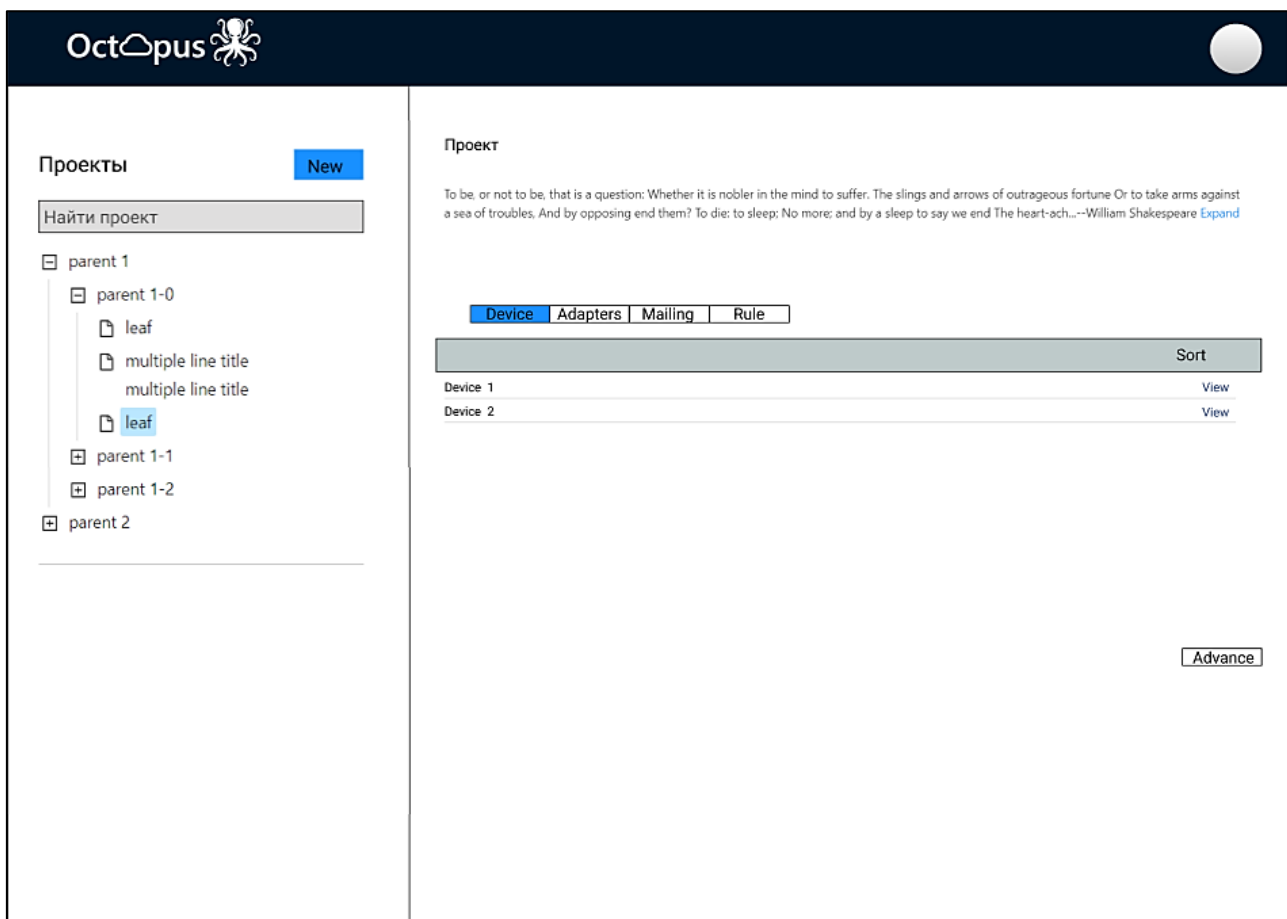 Octopus
Проекты
New
Найти проект
parent 1
parent 1-0
leaf
multiple line title
multiple line title
leaf
parent 1-1
parent 1-2
parent 2
Проект
To be, or not to be, that is a question: Whether it is nobler in the mind to suffer. The slings and arrows of outrageous fortune Or to take arms against
a sea of troubles, And by opposing end them? To die: to sleep; No more; and by a sleep to say we end The heart-ach...--William Shakespeare Expand
Device Adapters Mailing Rule
Sort
Device 1 View
Device 2 View
Advance